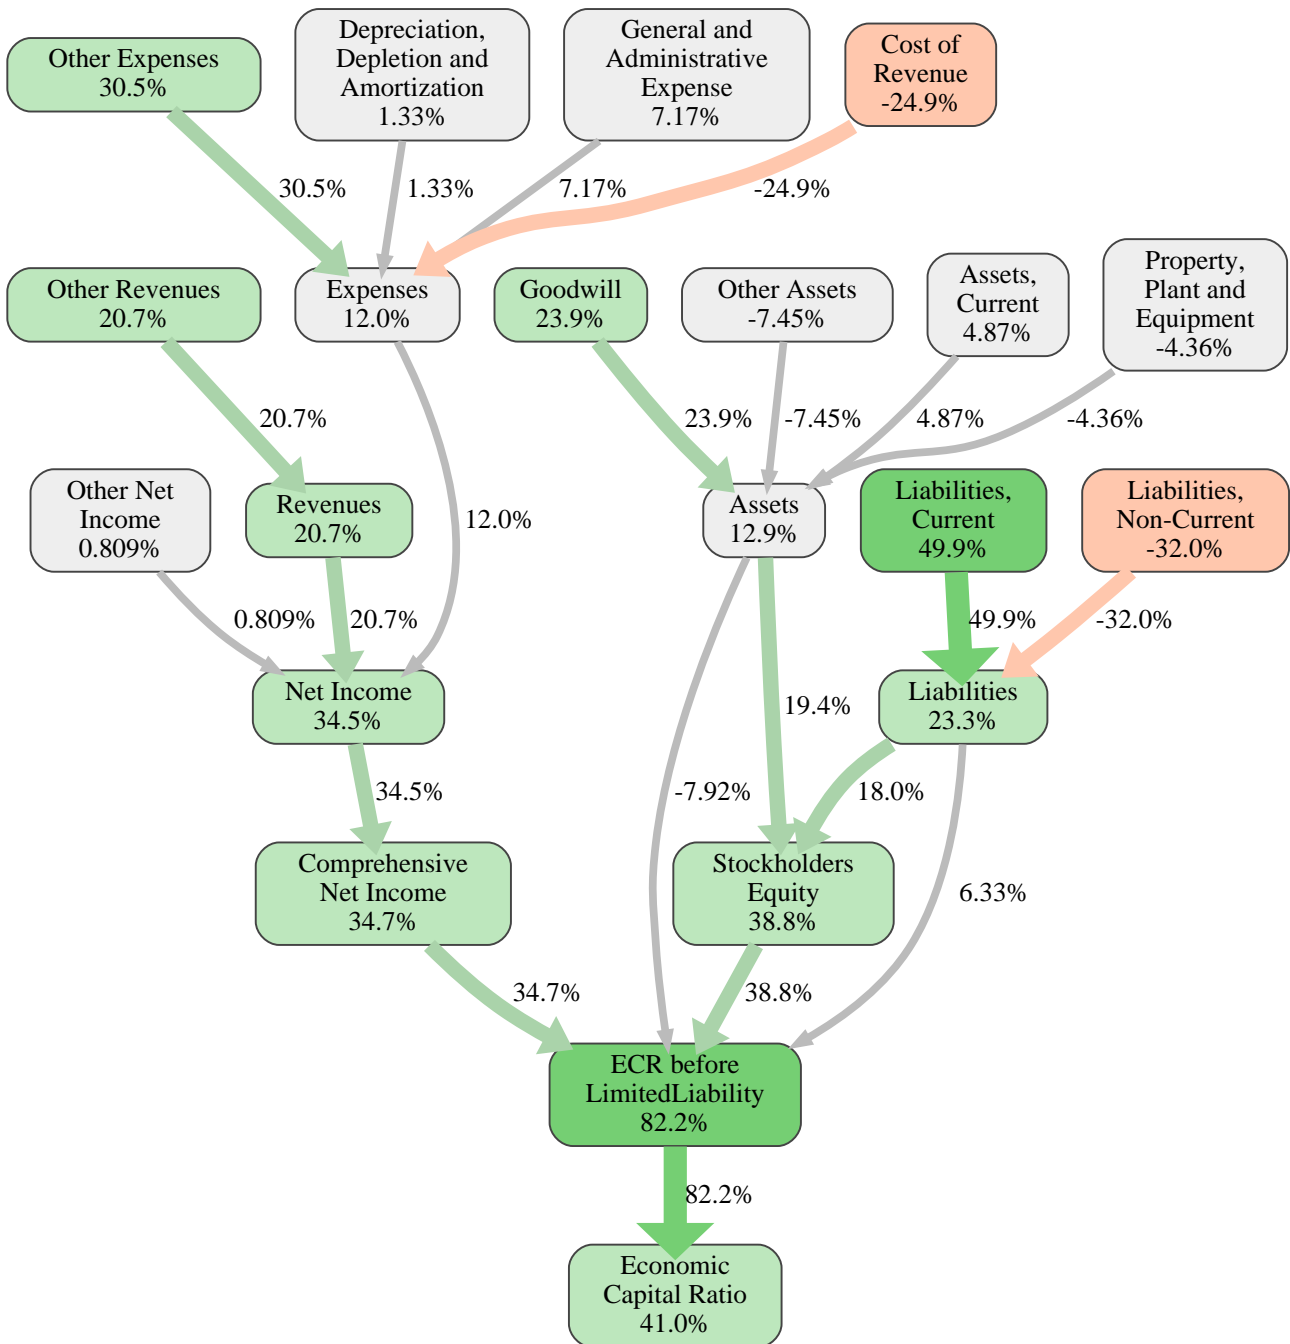 Other Expenses
30.5%
Depreciation,
Depletion and
Amortization
1.33%
General and
Administrative
Expense
7.17%
Cost of
Revenue
-24.9%
30.5%
1.33%
7.17%
-24.9%
Other Revenues
20.7%
Expenses
12.0%
Goodwill
23.9%
Other Assets
-7.45%
Assets,
Current
4.87%
Property,
Plant and
Equipment
-4.36%
20.7%
23.9%
-7.45%
4.87%
-4.36%
Other Net
Income
0.809%
Revenues
20.7%
12.0%
Assets
12.9%
Liabilities,
Current
49.9%
Liabilities,
Non-Current
-32.0%
0.809%
20.7%
49.9%
-32.0%
Net Income
34.5%
19.4%
Liabilities
23.3%
34.5%
-7.92%
18.0%
Comprehensive
Net Income
34.7%
Stockholders
Equity
38.8%
6.33%
34.7%
38.8%
ECR before
LimitedLiability
82.2%
82.2%
Economic
Capital Ratio
41.0%